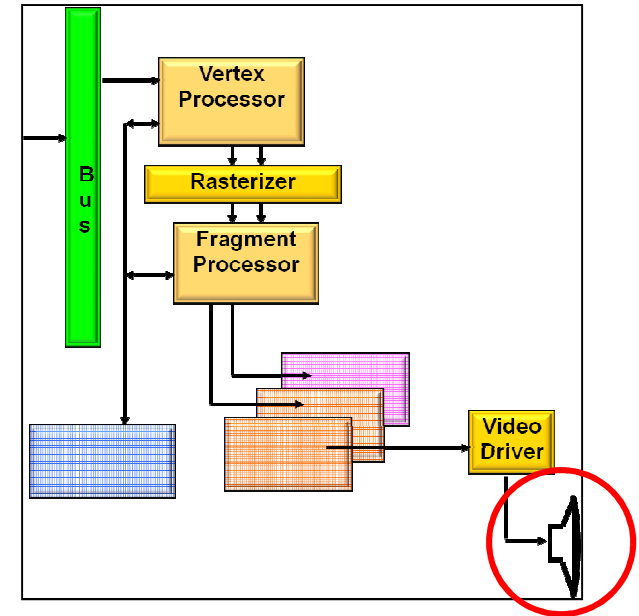 Vertex
Processor
B
u
s
Rasterizer
Fragment
Processor
Video
Driver